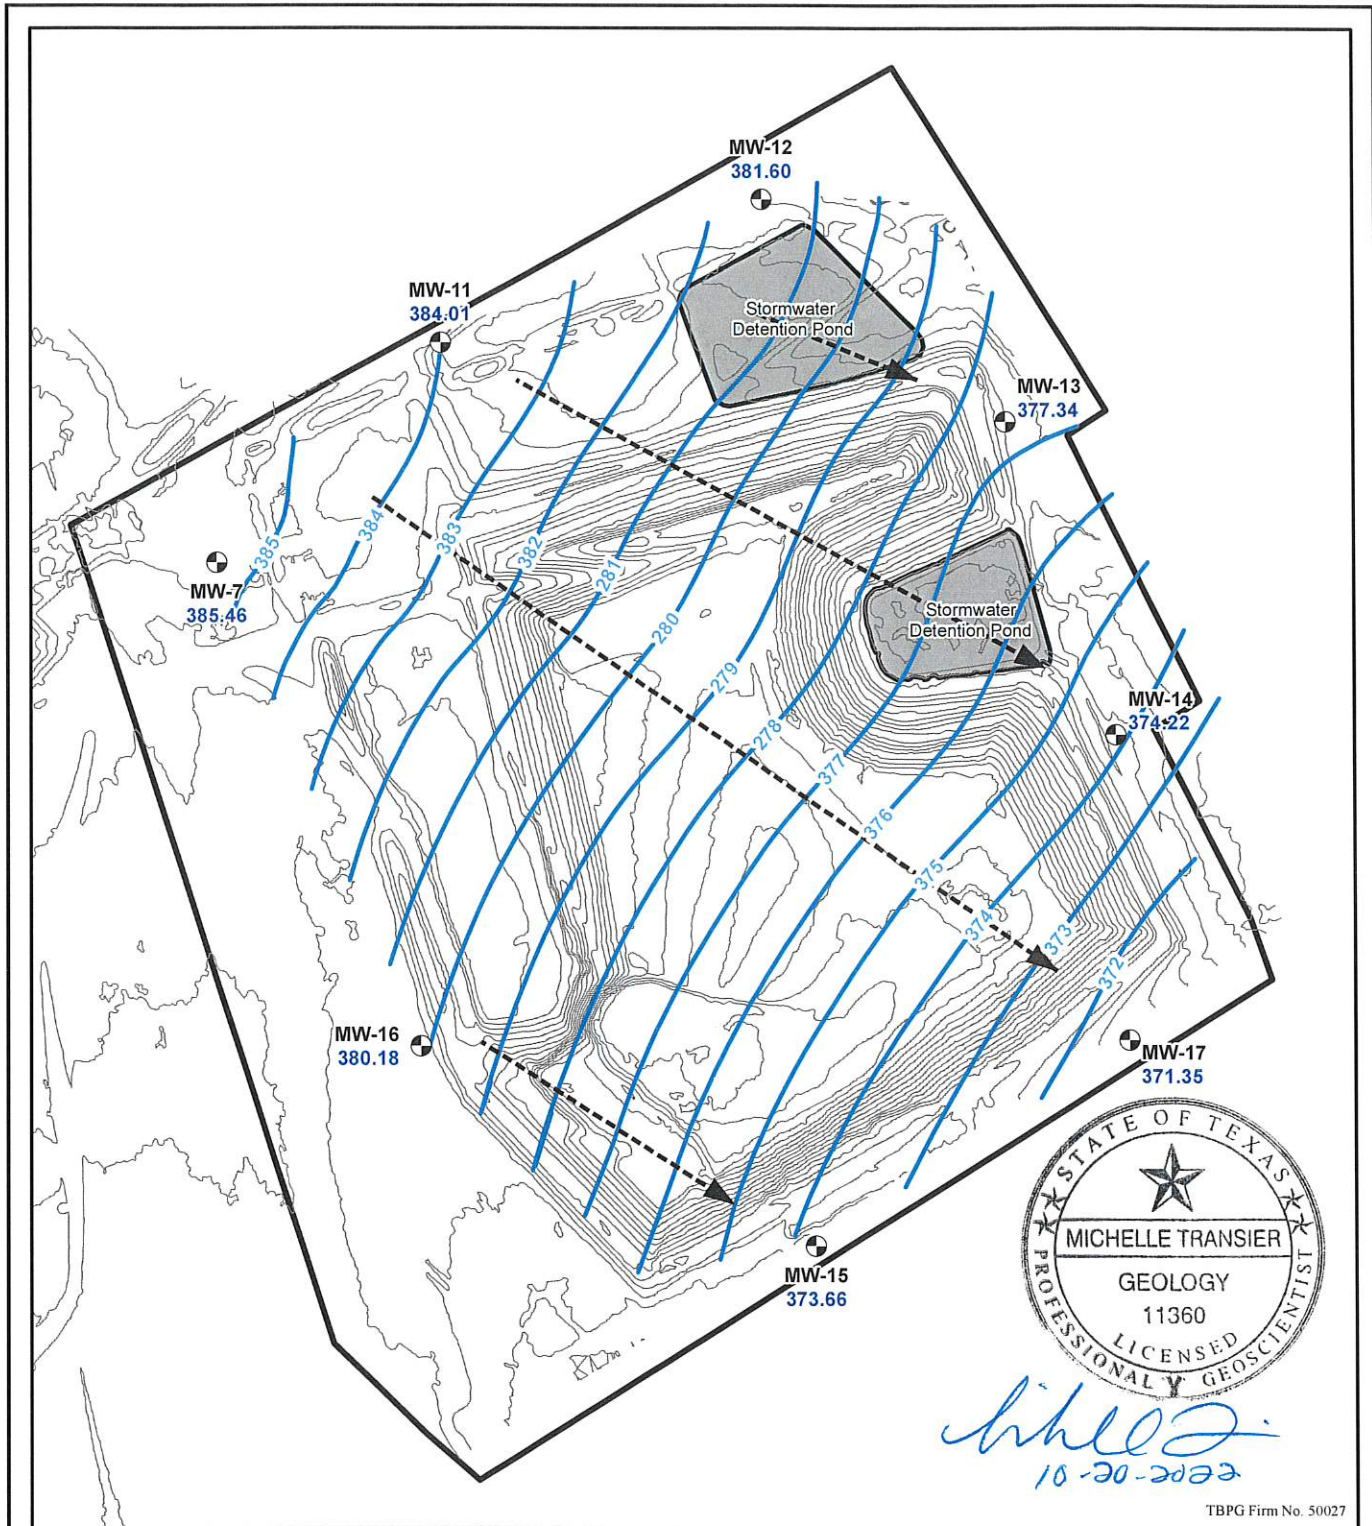 MW-12
381.60
MW-11
384.01
Stormwater
Detention Pond
MW-13
377.34
MW-7
385.46
385
384
383
382
281
280
279
278
377
376
375
374
373
372
Stormwater
Detention Pond
MW-14
374.22
MW-16
380.18
MW-17
371.35
MW-15
373.66
STATE OF TEXAS
MICHELLE TRANSIER
GEOLOGY
11360
LICENSED
PROFESSIONAL GEOSCIENTIST
10-20-2022
TBPG Firm No. 50027